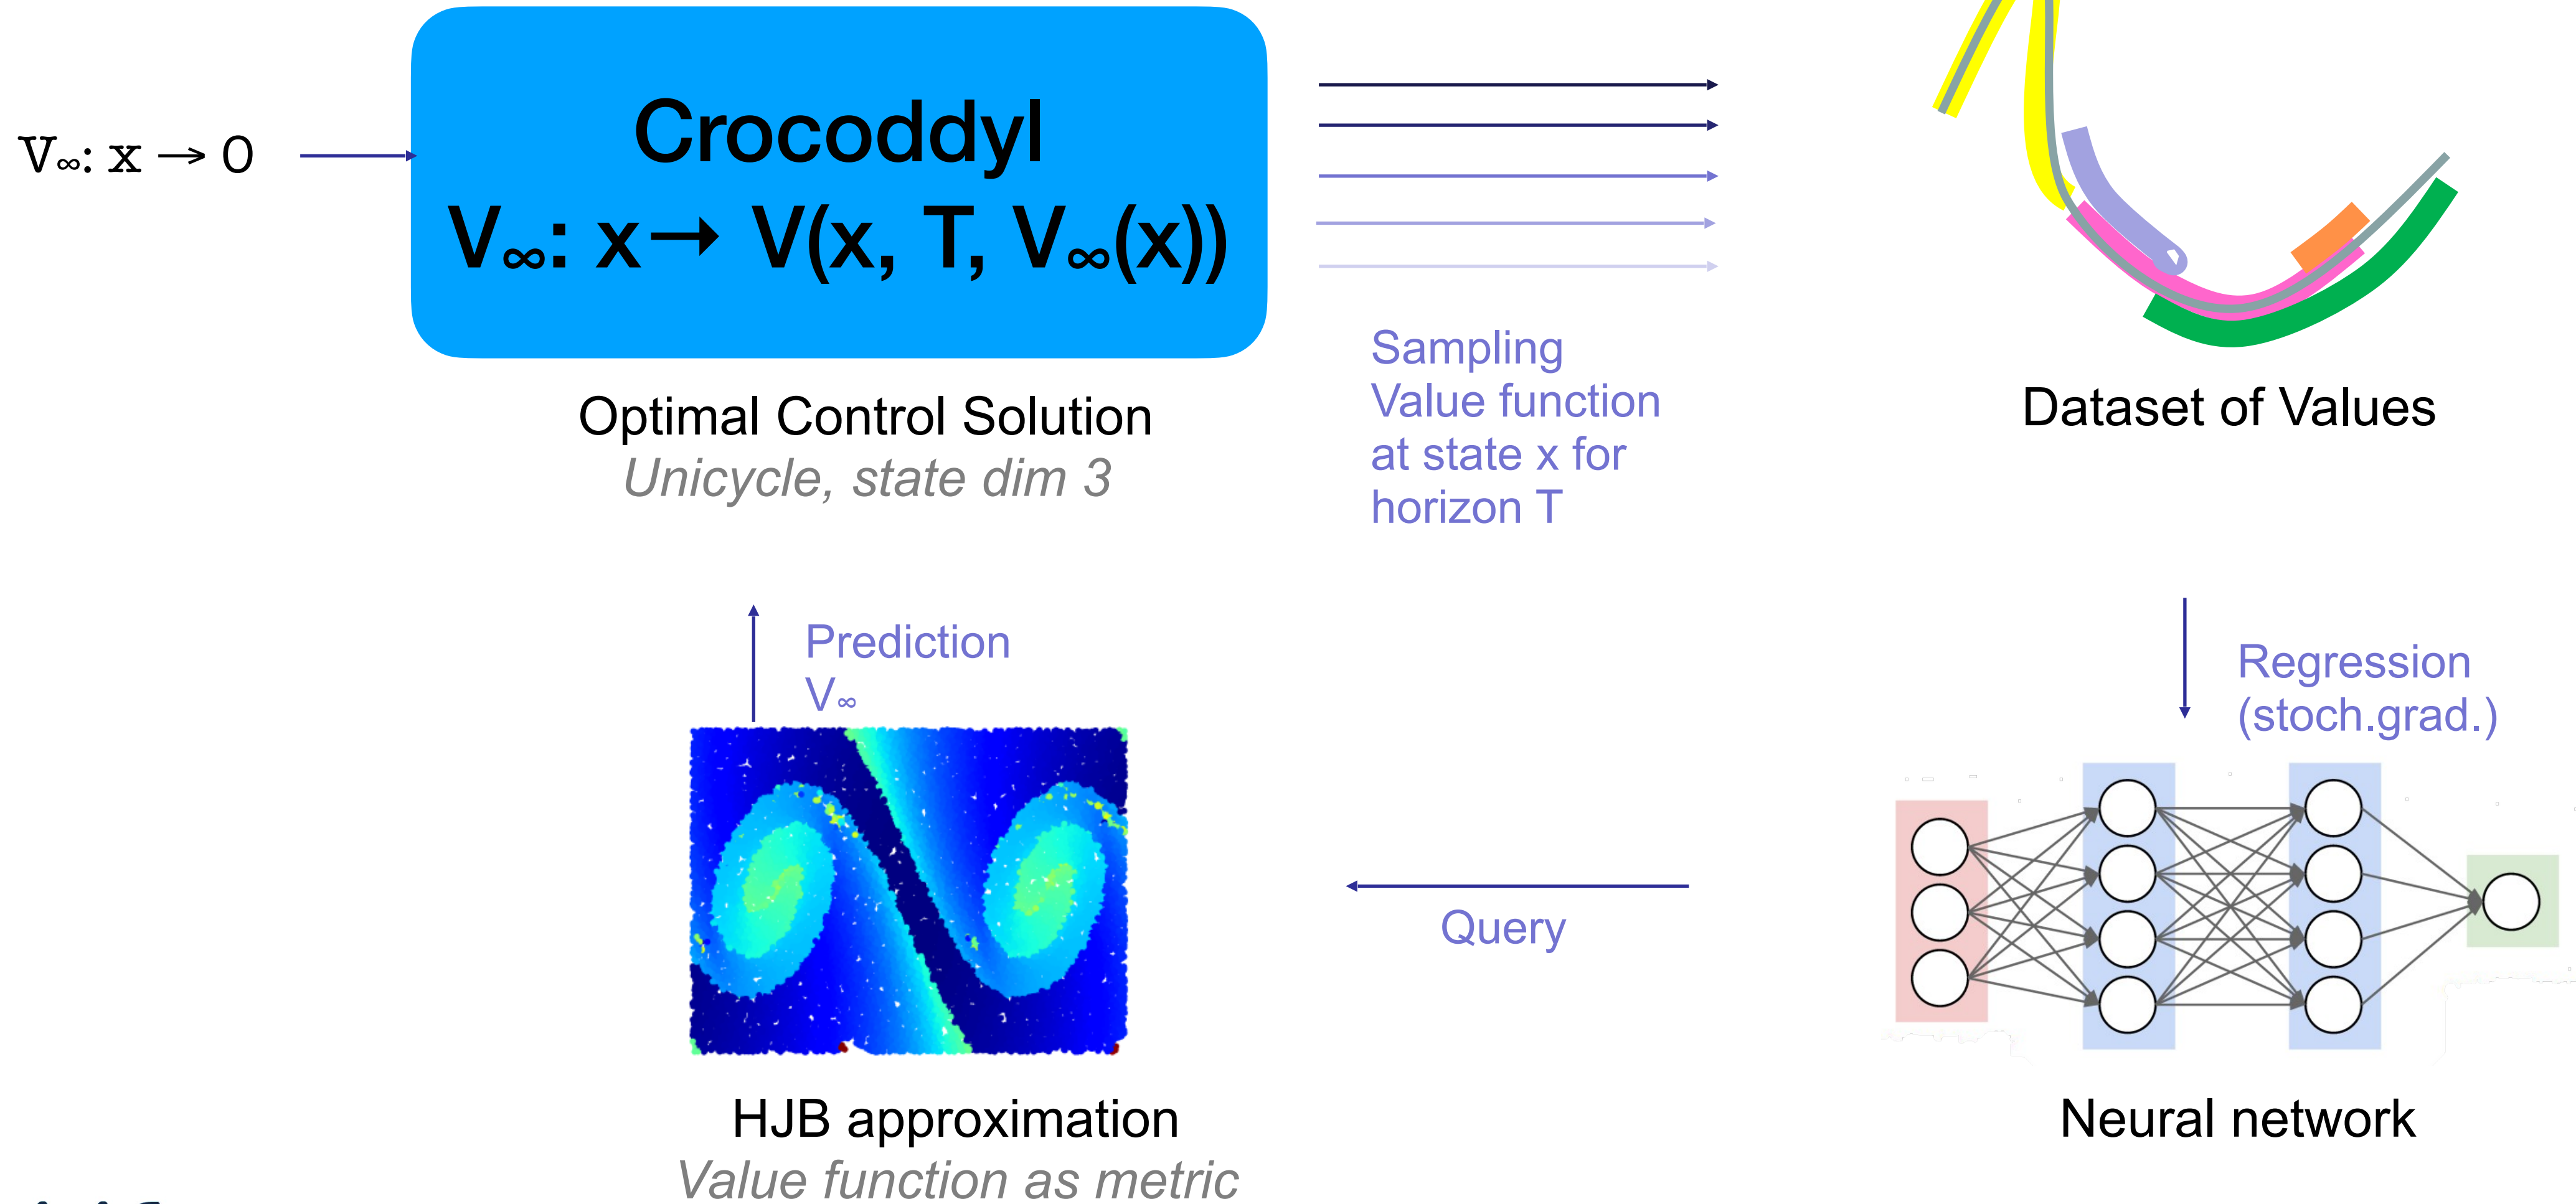 V∞: x → 0
Crocoddyl
V∞: x→ V(x, T, V∞(x))
Optimal Control Solution
Unicycle, state dim 3
Sampling
Value function
at state x for
horizon T
Dataset of Values
Prediction
V∞
Regression
(stoch.grad.)
Query
HJB approximation
Value function as metric
Neural network